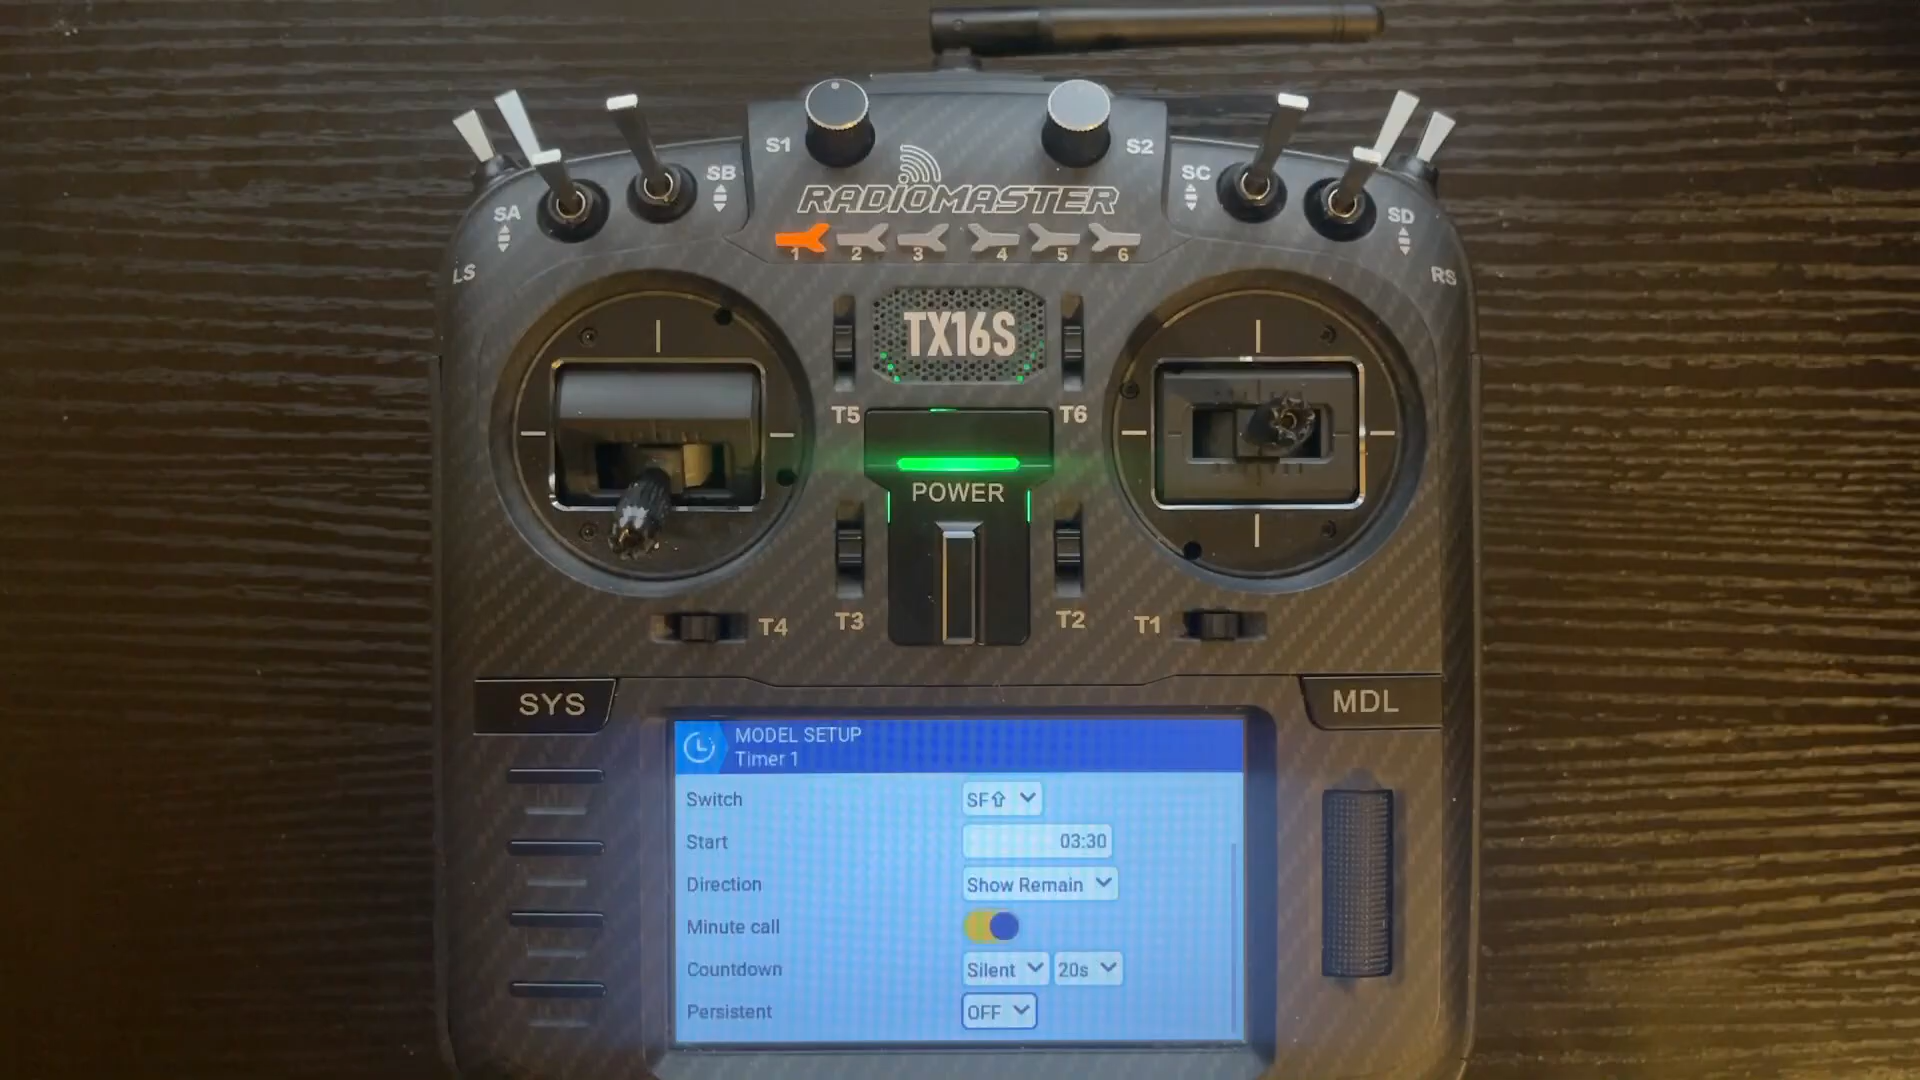 S1
S2
SB
SC
SA
SD
LS
RS
RADIOMASTER
1 2 3 4 5 6
TX16S
T5
T6
POWER
T4
T3
T2
T1
SYS
MDL
MODEL SETUP
Timer 1
Switch SF⇧
Start 03:30
Direction Show Remain
Minute call
Countdown Silent 20s
Persistent OFF